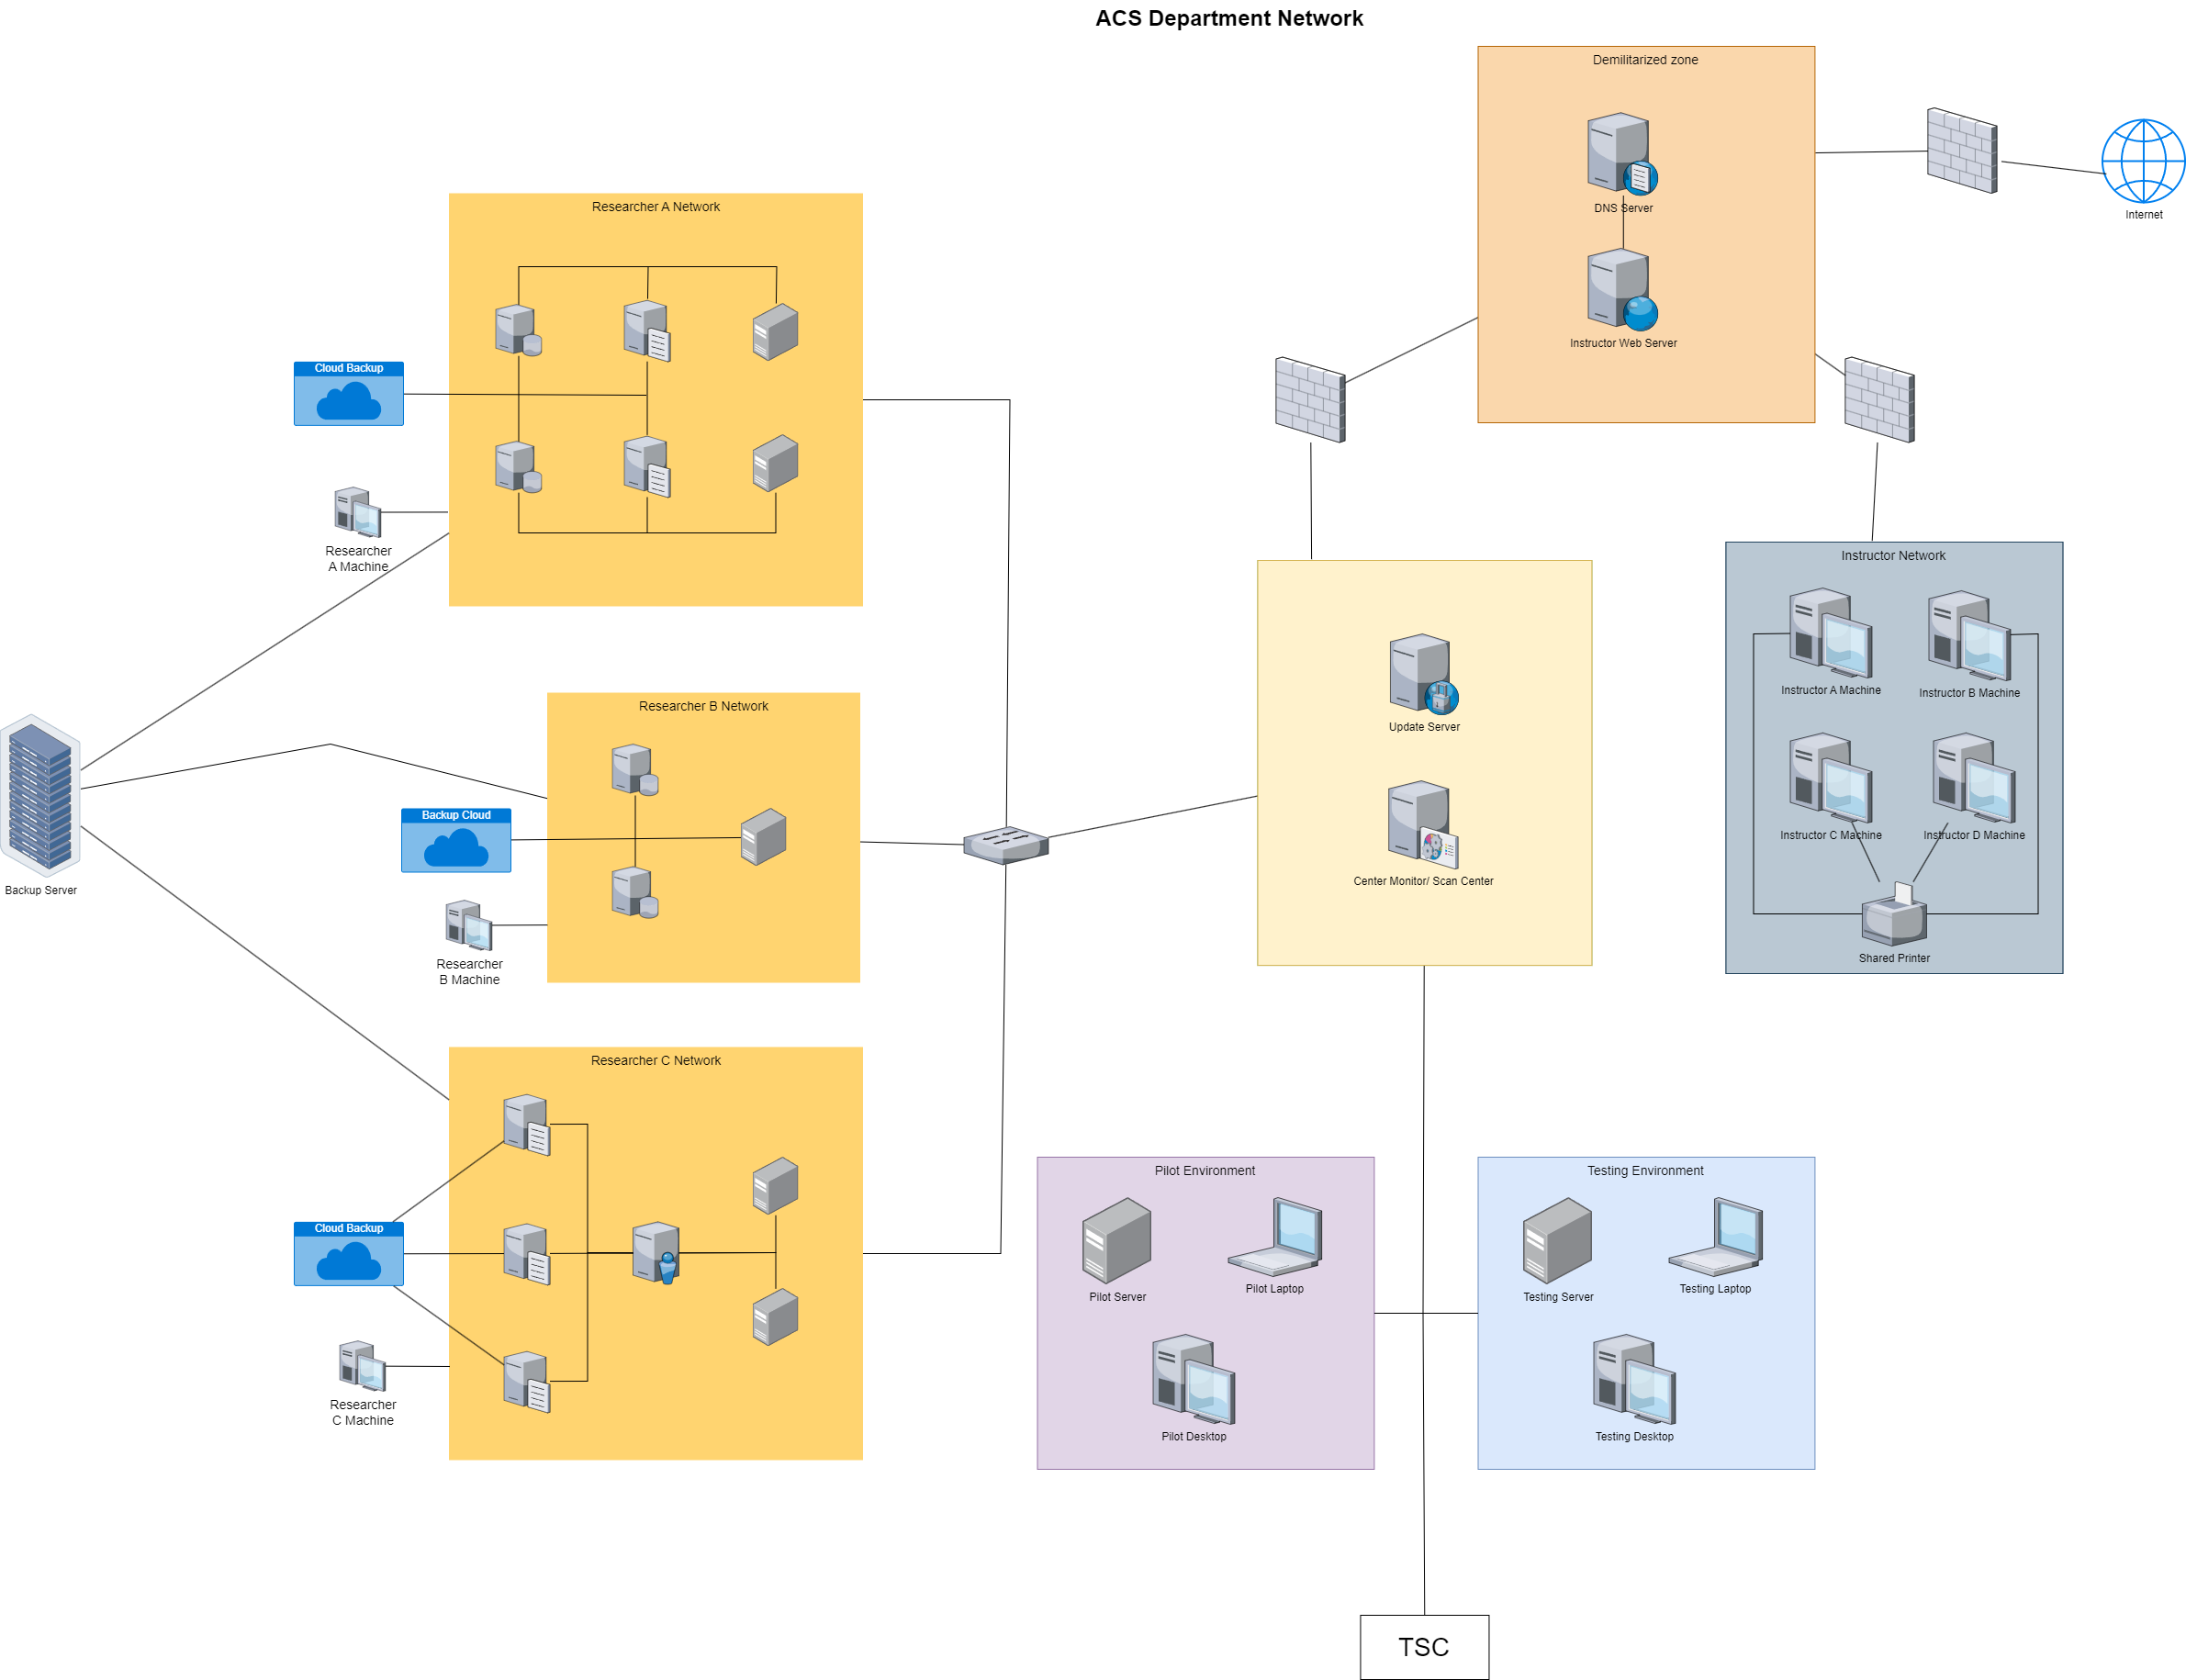 ACS Department Network
Demilitarized zone
DNS Server
Instructor Web Server
Internet
Researcher A Network
Cloud Backup
Researcher
A Machine
Instructor Network
Instructor A Machine
Instructor B Machine
Instructor C Machine
Instructor D Machine
Shared Printer
Update Server
Center Monitor/ Scan Center
Researcher B Network
Backup Cloud
Researcher
B Machine
Backup Server
Researcher C Network
Cloud Backup
Researcher
C Machine
Pilot Environment
Pilot Server
Pilot Laptop
Pilot Desktop
Testing Environment
Testing Server
Testing Laptop
Testing Desktop
TSC